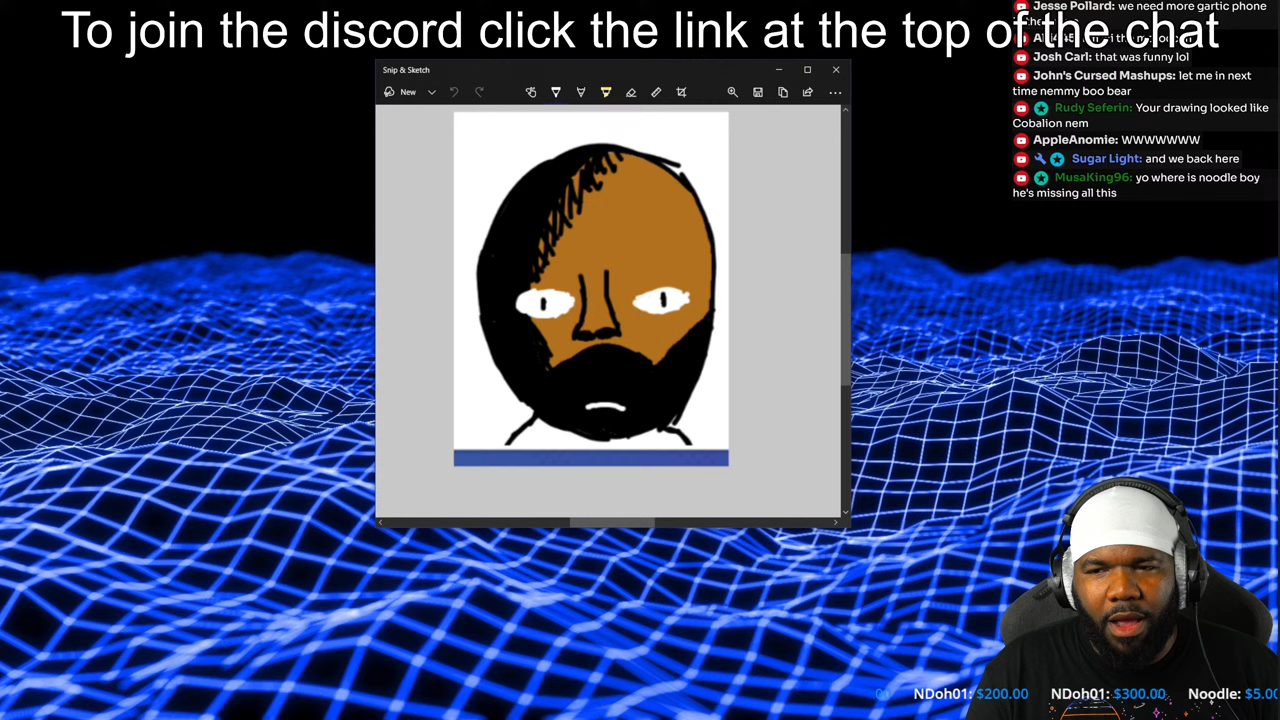 To join the discord click the link at the top of the chat
Jesse Pollard: we need more gartic phone
Josh Carl: that was funny lol
John's Cursed Mashups: let me in next
time nemmy boo bear
Rudy Seferin: Your drawing looked like
Cobalion nem
AppleAnomie: WWWWWWW
Sugar Light: and we back here
MusaKing96: yo where is noodle boy
he's missing all this
Snip & Sketch
New
NDoh01: $200.00 NDoh01: $300.00 Noodle: $5.00